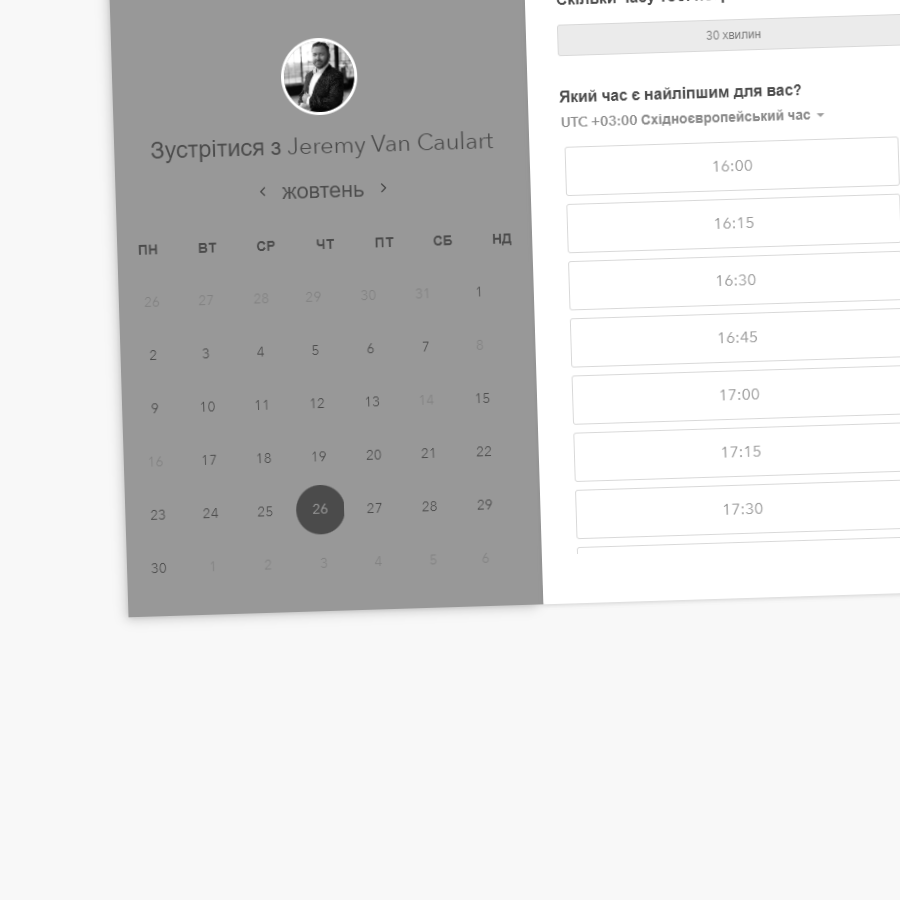 Зустрітися з Jeremy Van Caulart
жовтень
ПН ВТ СР ЧТ ПТ СБ НД
26 27 28 29 30 31 1
2 3 4 5 6 7 8
9 10 11 12 13 14 15
16 17 18 19 20 21 22
23 24 25 26 27 28 29
30 1 2 3 4 5 6
30 хвилин
Який час є найліпшим для вас?
UTC +03:00 Східноєвропейський час
16:00
16:15
16:30
16:45
17:00
17:15
17:30